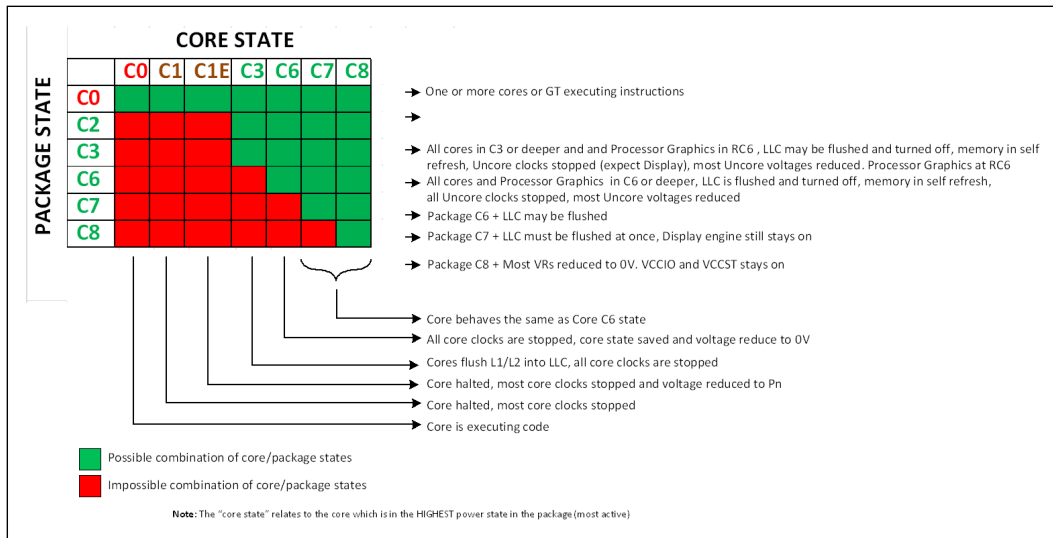 CORE STATE
PACKAGE STATE
C0 C1 C1E C3 C6 C7 C8
C0
C2
C3
C6
C7
C8
One or more cores or GT executing instructions
All cores in C3 or deeper and and Processor Graphics in RC6 , LLC may be flushed and turned off, memory in self
refresh, Uncore clocks stopped (expect Display), most Uncore voltages reduced. Processor Graphics at RC6
All cores and Processor Graphics in C6 or deeper, LLC is flushed and turned off, memory in self refresh,
all Uncore clocks stopped, most Uncore voltages reduced
Package C6 + LLC may be flushed
Package C7 + LLC must be flushed at once, Display engine still stays on
Package C8 + Most VRs reduced to 0V. VCCIO and VCCST stays on
Core behaves the same as Core C6 state
All core clocks are stopped, core state saved and voltage reduce to 0V
Cores flush L1/L2 into LLC, all core clocks are stopped
Core halted, most core clocks stopped and voltage reduced to Pn
Core halted, most core clocks stopped
Core is executing code
Possible combination of core/package states
Impossible combination of core/package states
Note: The "core state" relates to the core which is in the HIGHEST power state in the package (most active)